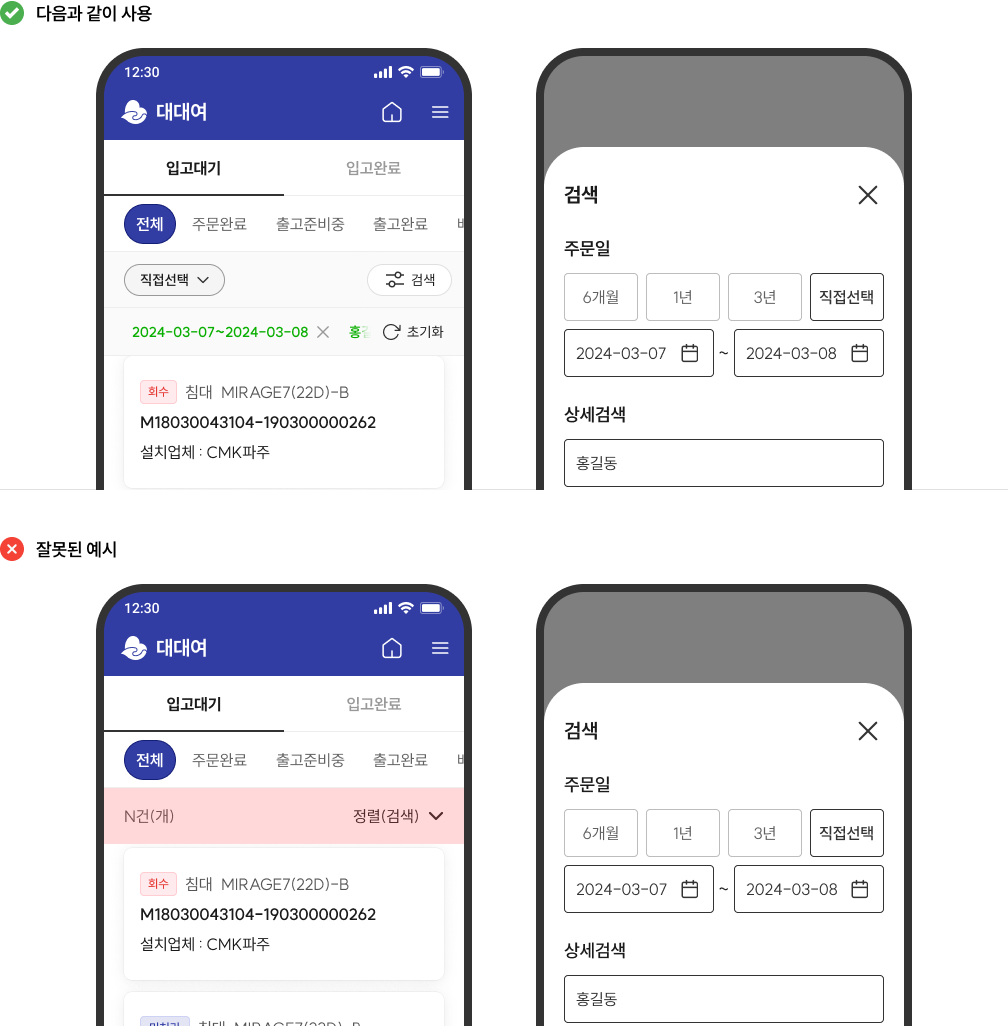 다음과 같이 사용
12:30
대대여
입고대기 입고완료
전체 주문완료 출고준비중 출고완료
직접선택 검색
2024-03-07~2024-03-08 홍길 초기화
회수 침대 MIRAGE7(22D)-B
M18030043104-190300000262
설치업체 : CMK파주
검색
주문일
6개월 1년 3년 직접선택
2024-03-07 ~ 2024-03-08
상세검색
홍길동
잘못된 예시
12:30
대대여
입고대기 입고완료
전체 주문완료 출고준비중 출고완료
N건(개) 정렬(검색)
회수 침대 MIRAGE7(22D)-B
M18030043104-190300000262
설치업체 : CMK파주
침대 MIRAGE7(22D)-B
검색
주문일
6개월 1년 3년 직접선택
2024-03-07 ~ 2024-03-08
상세검색
홍길동